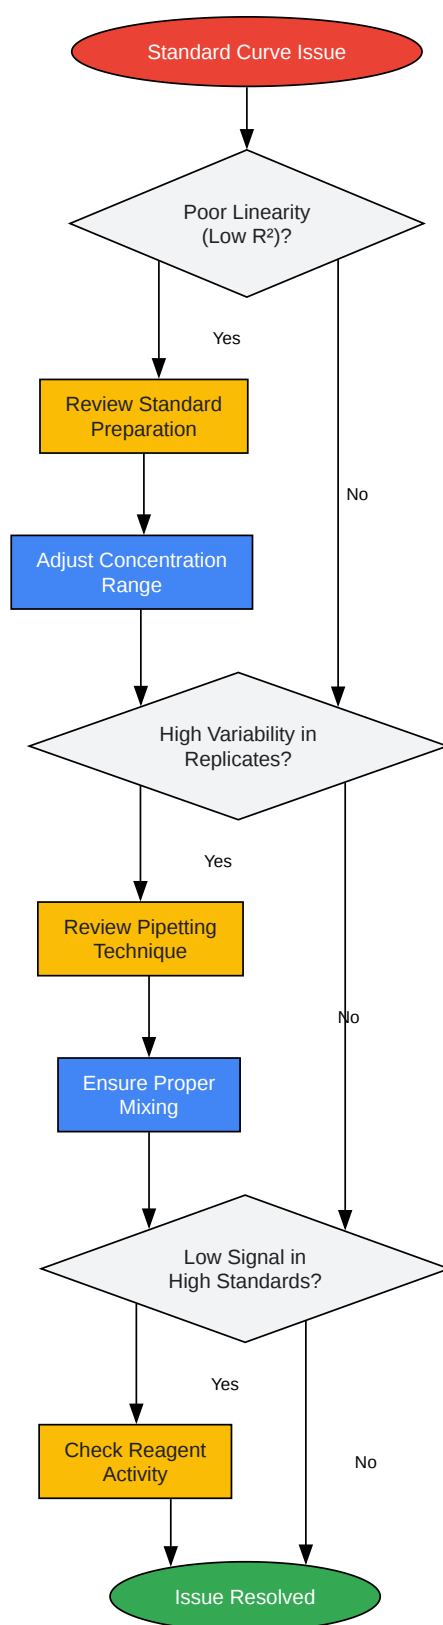 Standard Curve Issue
Poor Linearity
(Low R²)?
Yes
Review Standard
Preparation
No
Adjust Concentration
Range
High Variability in
Replicates?
Yes
Review Pipetting
Technique
No
Ensure Proper
Mixing
Low Signal in
High Standards?
Yes
Check Reagent
Activity
No
Issue Resolved